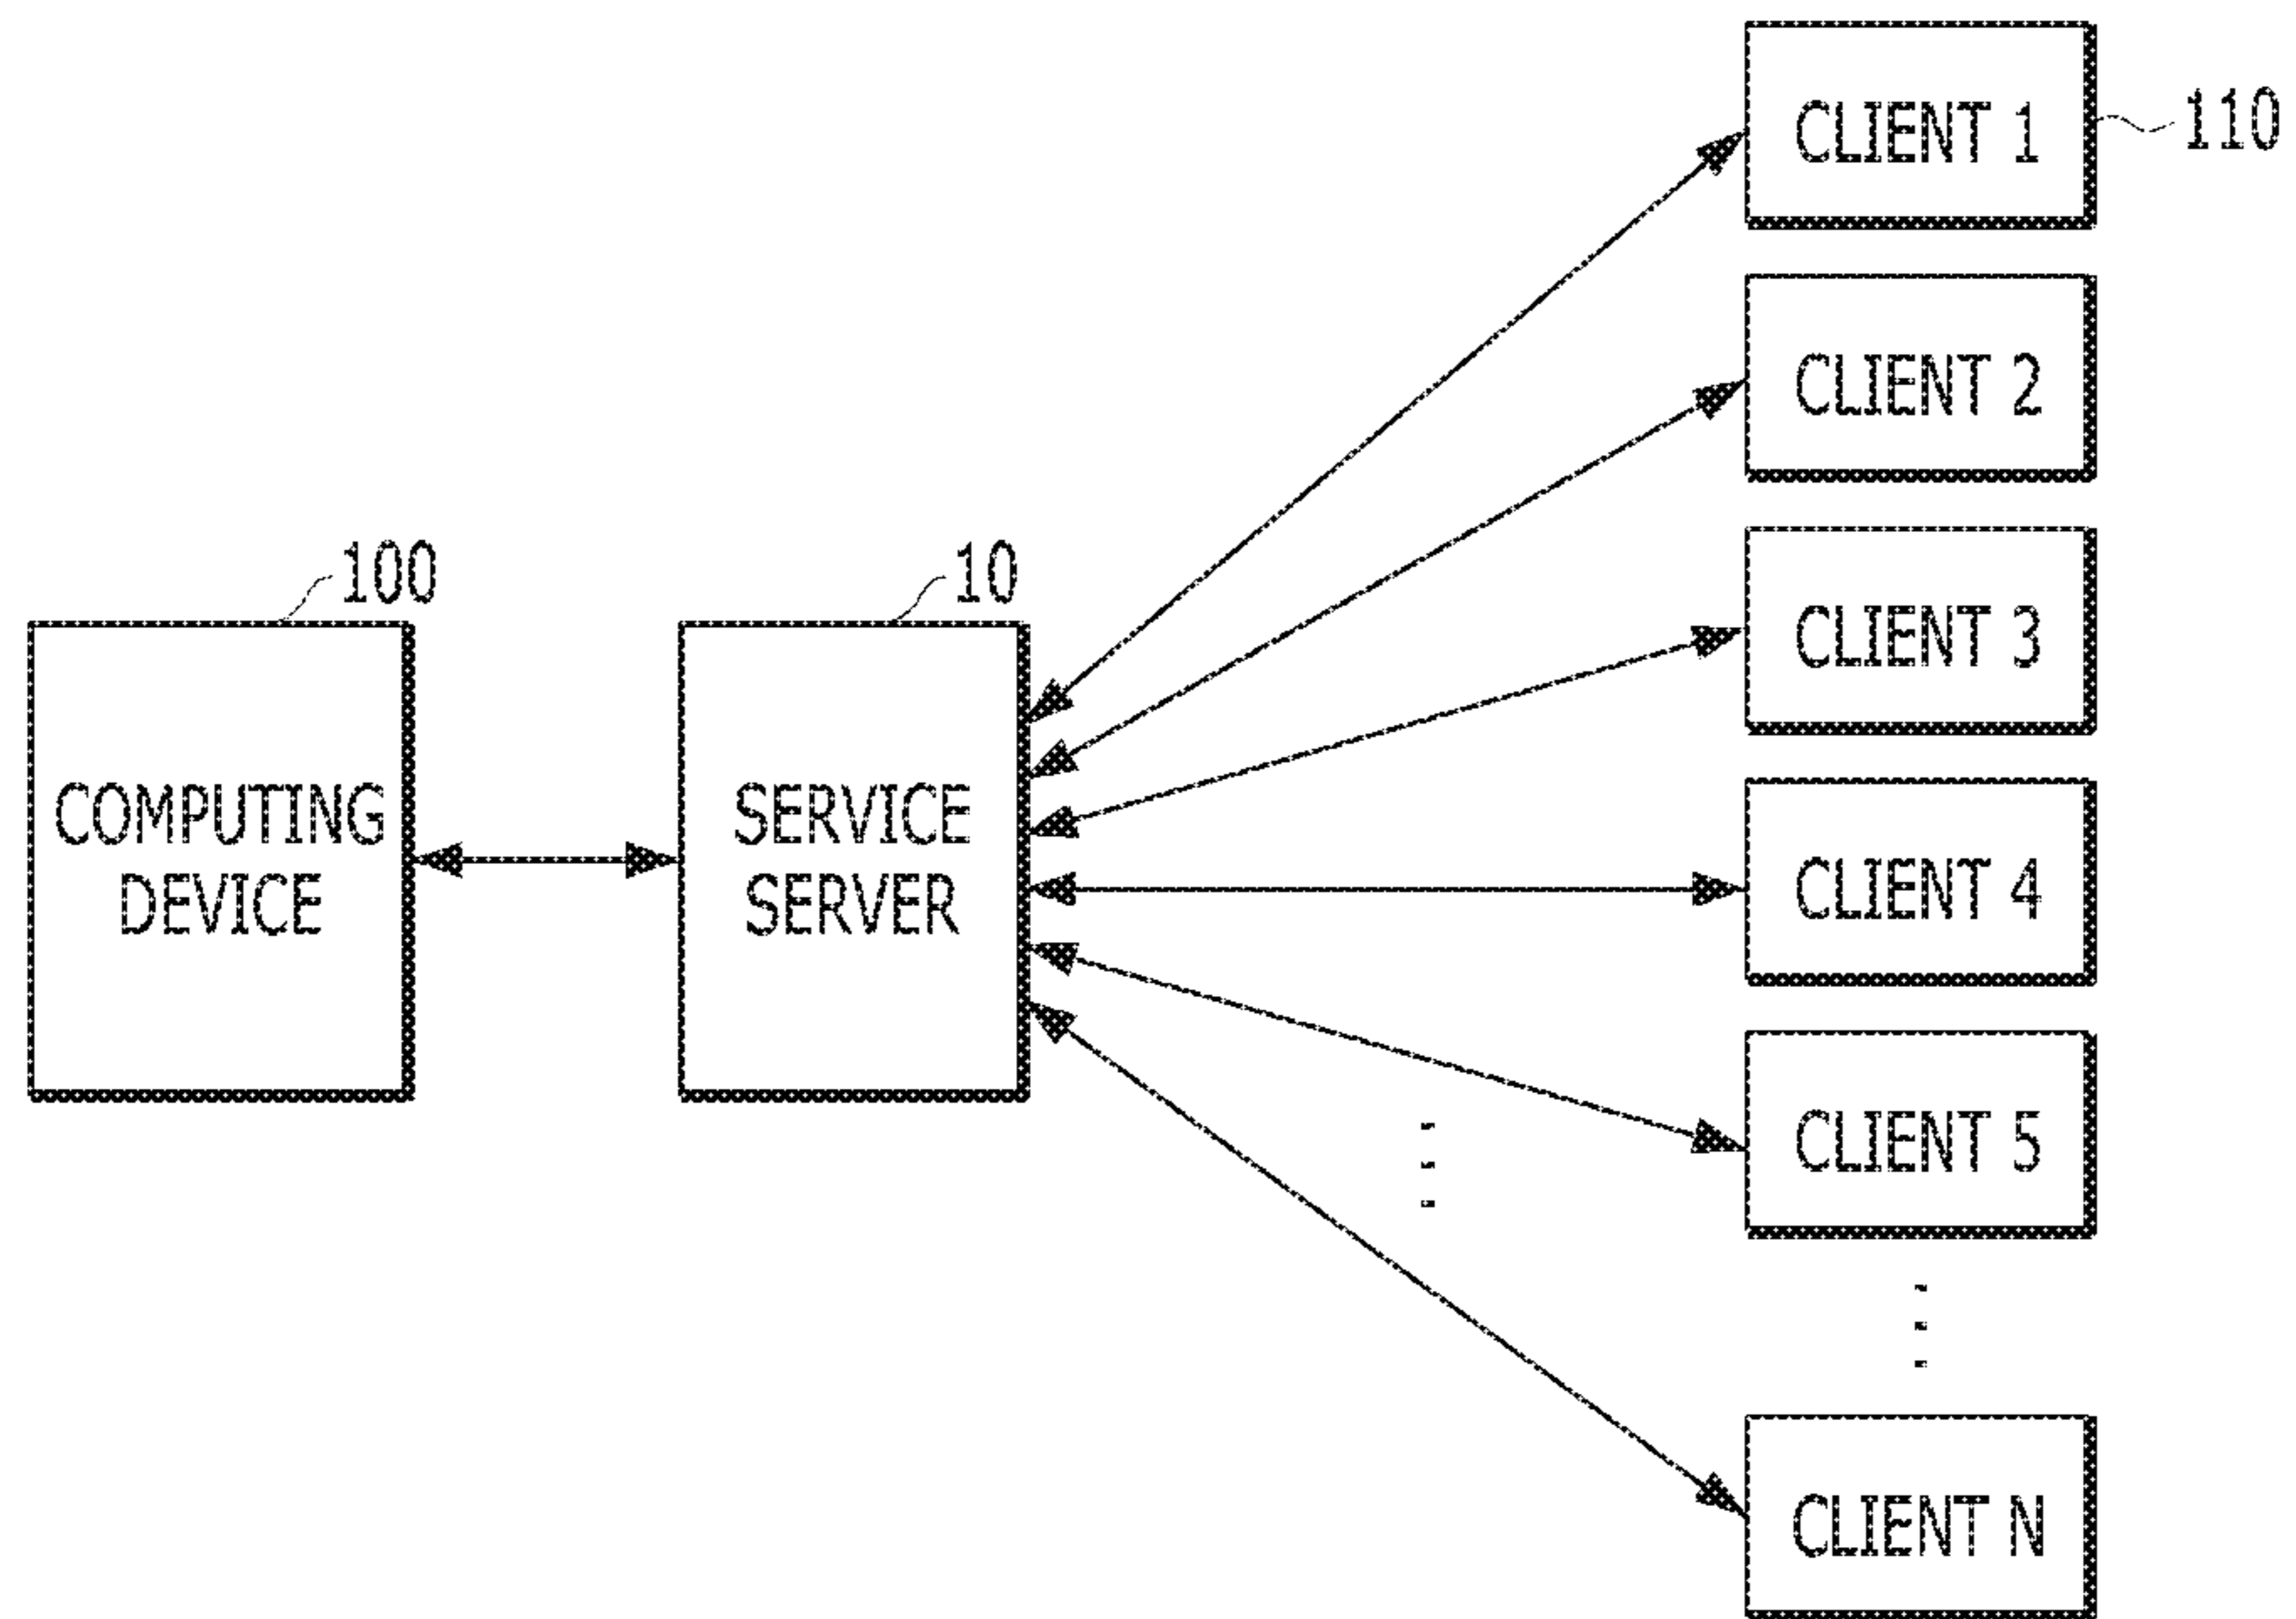 CLIENT 1
110
CLIENT 2
CLIENT 3
100
10
COMPUTING
DEVICE
SERVICE
SERVER
CLIENT 4
CLIENT 5
CLIENT N